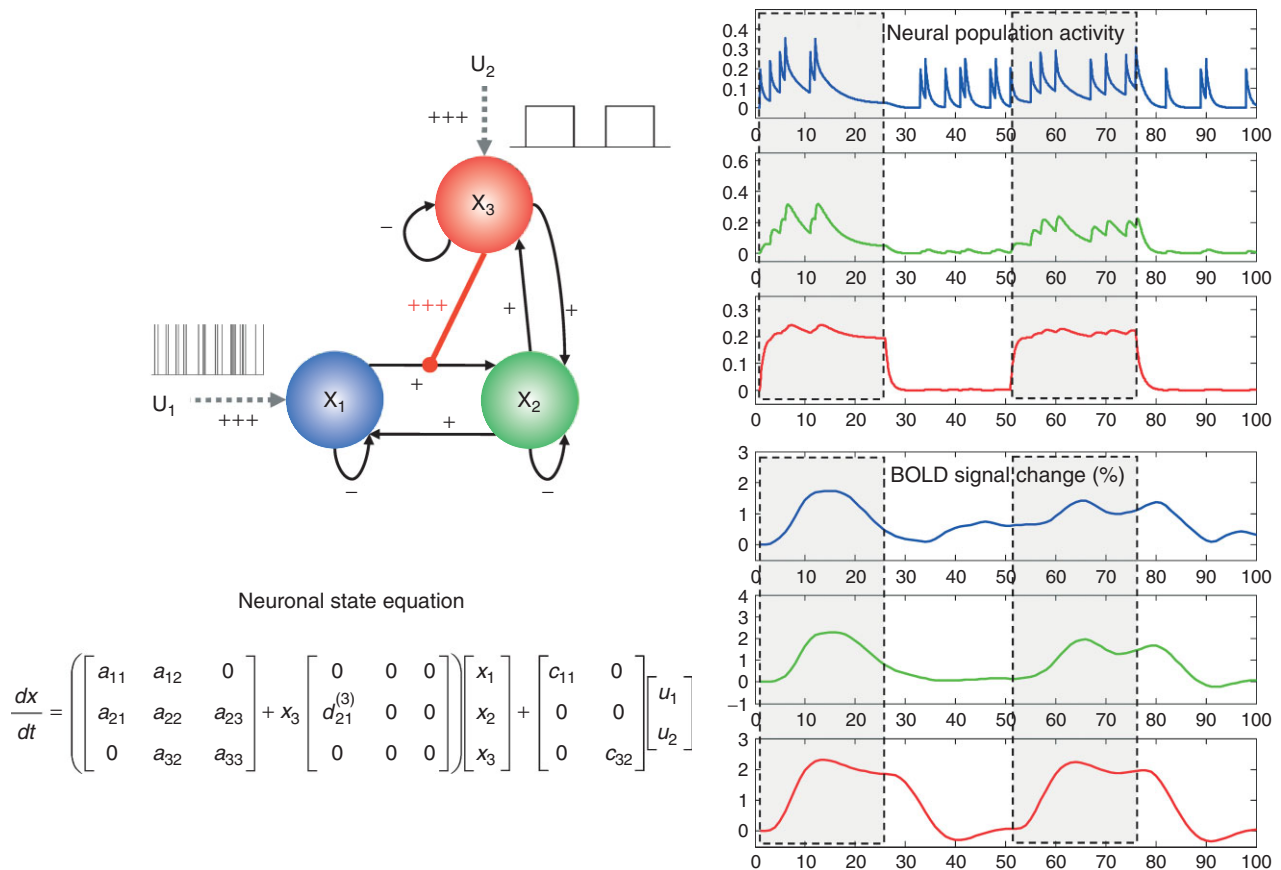 U2
+++
X3
–
+++
+
+
U1
+++
X1
+
X2
+
–
–
Neuronal state equation
dx/dt = ([a11 a12 0; a21 a22 a23; 0 a32 a33] + x3 [0 0 0; d21(3) 0 0; 0 0 0]) [x1; x2; x3] + [c11 0; 0 0; 0 c32] [u1; u2]
Neural population activity
0.4
0.3
0.2
0.1
0
0 10 20 30 40 50 60 70 80 90 100
0.6
0.4
0.2
0
0 10 20 30 40 50 60 70 80 90 100
0.3
0.2
0.1
0
0 10 20 30 40 50 60 70 80 90 100
BOLD signal change (%)
3
2
1
0
0 10 20 30 40 50 60 70 80 90 100
4
3
2
1
0
–1
0 10 20 30 40 50 60 70 80 90 100
3
2
1
0
0 10 20 30 40 50 60 70 80 90 100